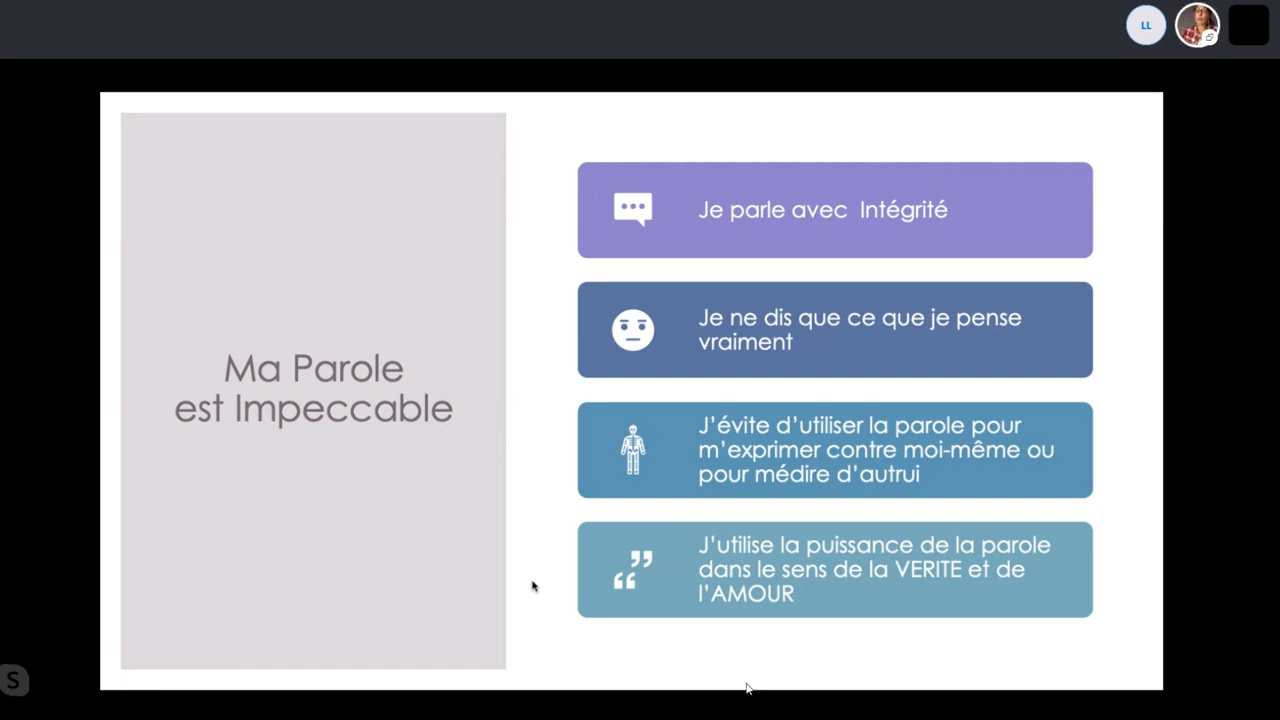 LL
Ma Parole
est Impeccable
Je parle avec  Intégrité
Je ne dis que ce que je pense
vraiment
J’évite d’utiliser la parole pour
m’exprimer contre moi-même ou
pour médire d’autrui
J’utilise la puissance de la parole
dans le sens de la VERITE et de
l’AMOUR
S